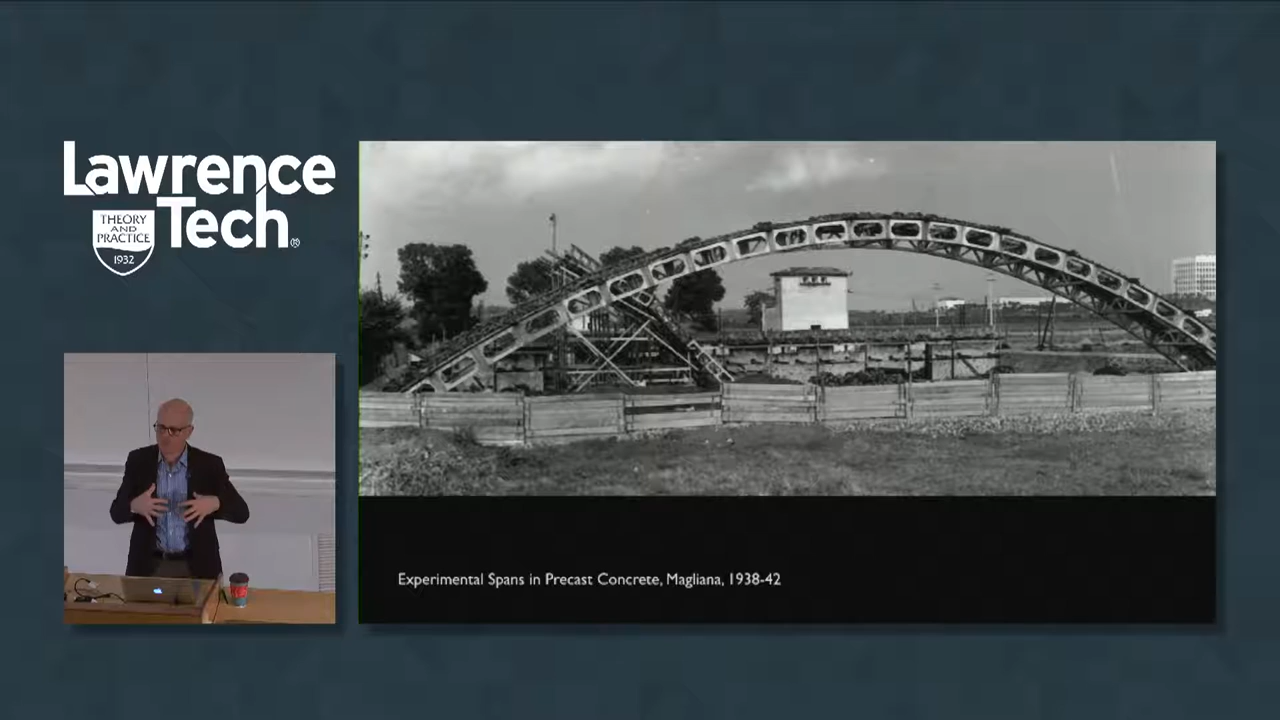 Lawrence
Tech®
THEORY
AND
PRACTICE
1932
Experimental Spans in Precast Concrete, Magliana, 1938-42